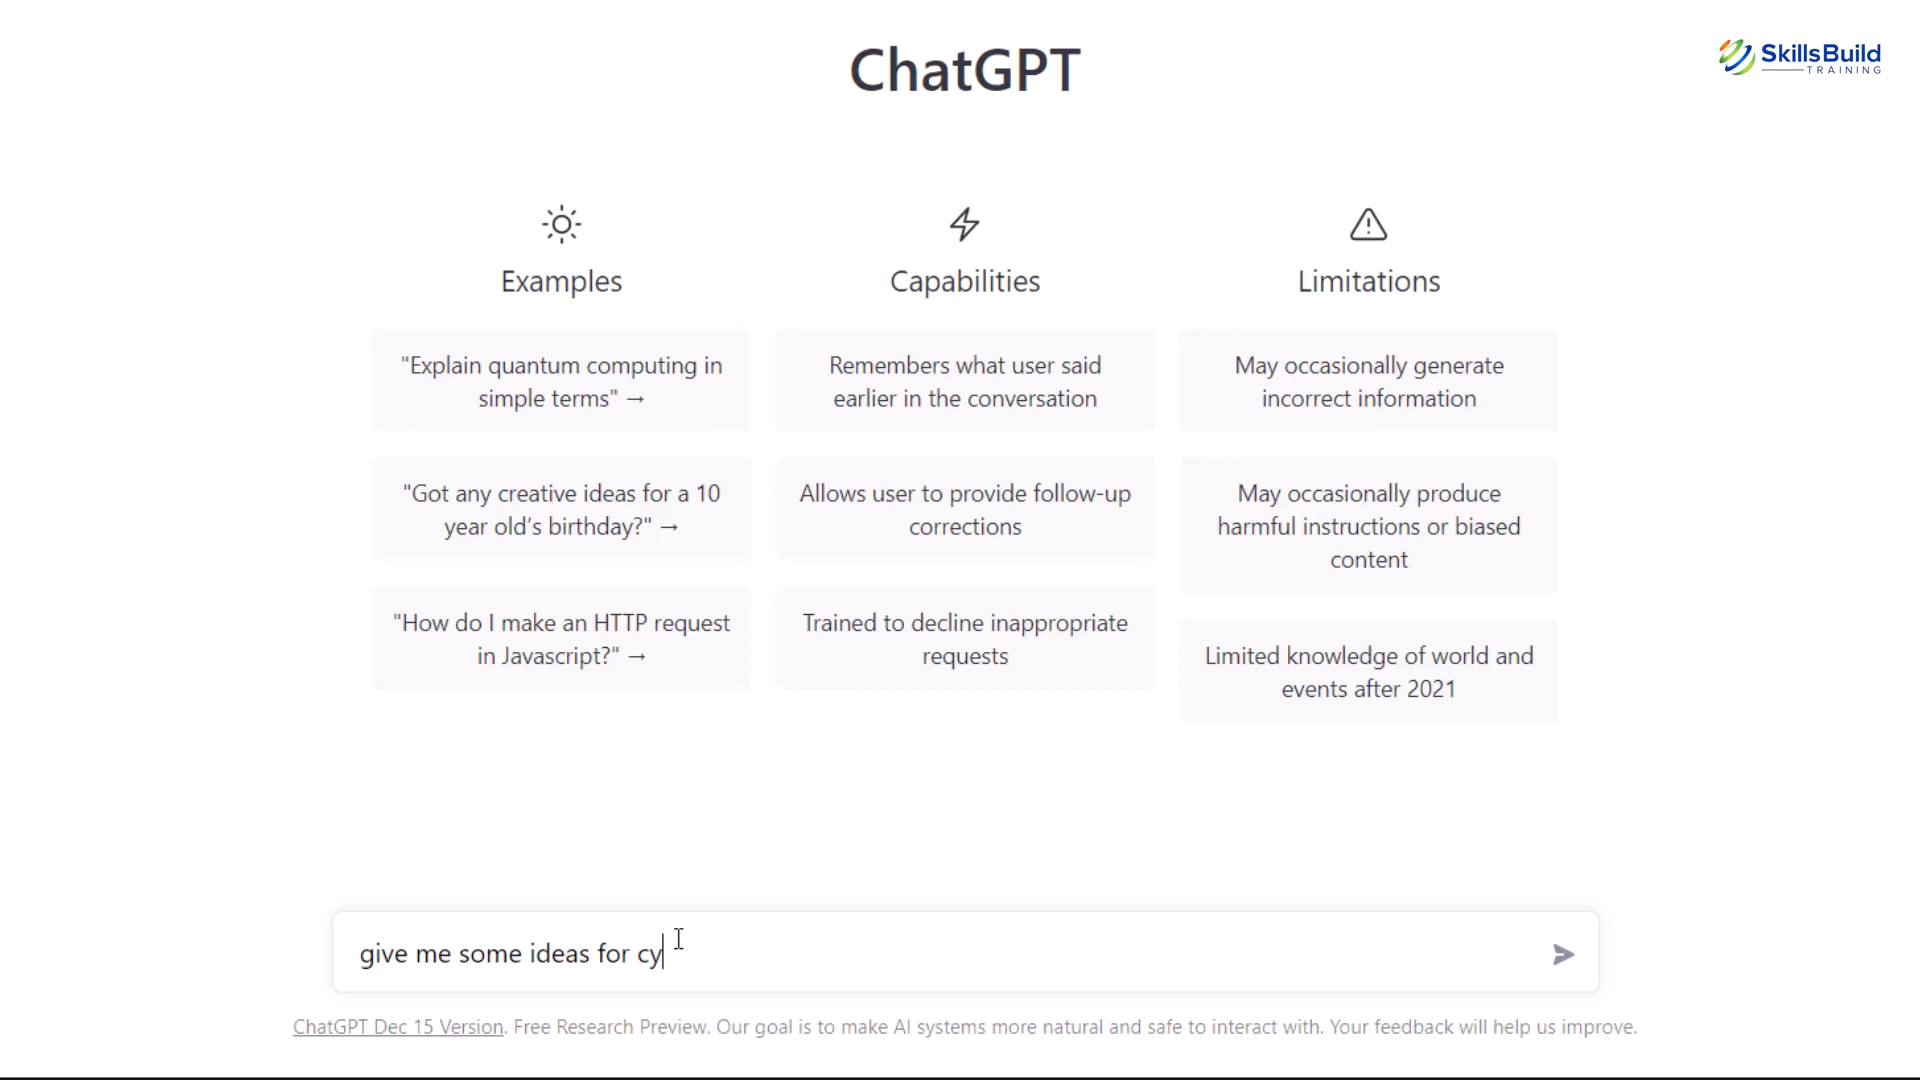 ChatGPT
SkillsBuild
TRAINING
Examples
"Explain quantum computing in
simple terms" →
"Got any creative ideas for a 10
year old’s birthday?" →
"How do I make an HTTP request
in Javascript?" →
Capabilities
Remembers what user said
earlier in the conversation
Allows user to provide follow-up
corrections
Trained to decline inappropriate
requests
Limitations
May occasionally generate
incorrect information
May occasionally produce
harmful instructions or biased
content
Limited knowledge of world and
events after 2021
give me some ideas for cy
ChatGPT Dec 15 Version. Free Research Preview. Our goal is to make AI systems more natural and safe to interact with. Your feedback will help us improve.